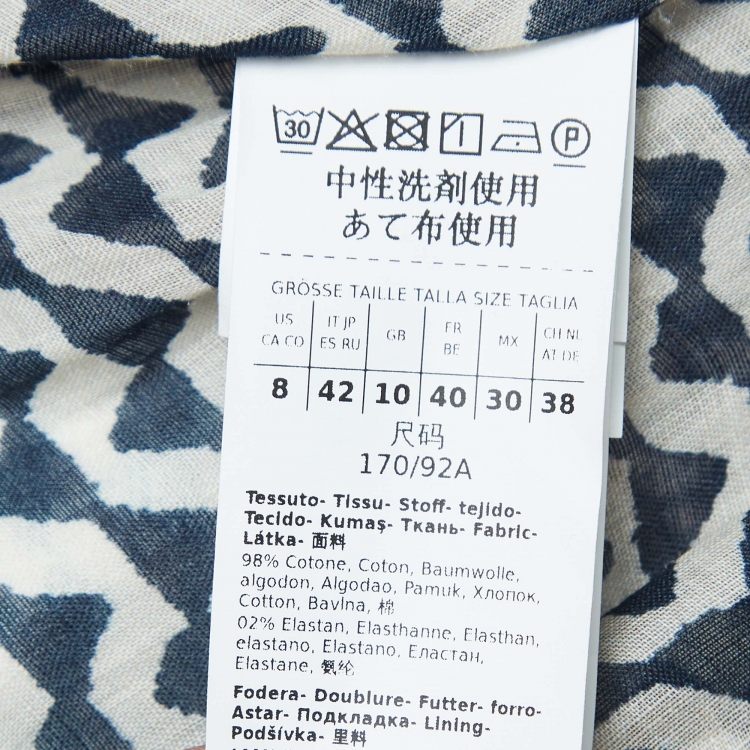 30 P
中性洗剤使用
あて布使用
GRÖSSE TAILLE TALLA SIZE TAGLIA
US CA CO IT JP ES RU GB FR BE MX CH NL AT DE
8 42 10 40 30 38
尺码
170/92A
Tessuto- Tissu- Stoff- tejido-
Tecido- Kumaş- Ткань- Fabric-
Látka- 面料
98% Cotone, Coton, Baumwolle,
algodon, Algodao, Pamuk, Хлопок,
Cotton, Bavlna, 棉
02% Elastan, Elasthanne, Elasthan,
elastano, Elastano, Еластан,
Elastane, 氨纶
Fodera- Doublure- Futter- forro-
Astar- Подкладка- Lining-
Podšívka- 里料